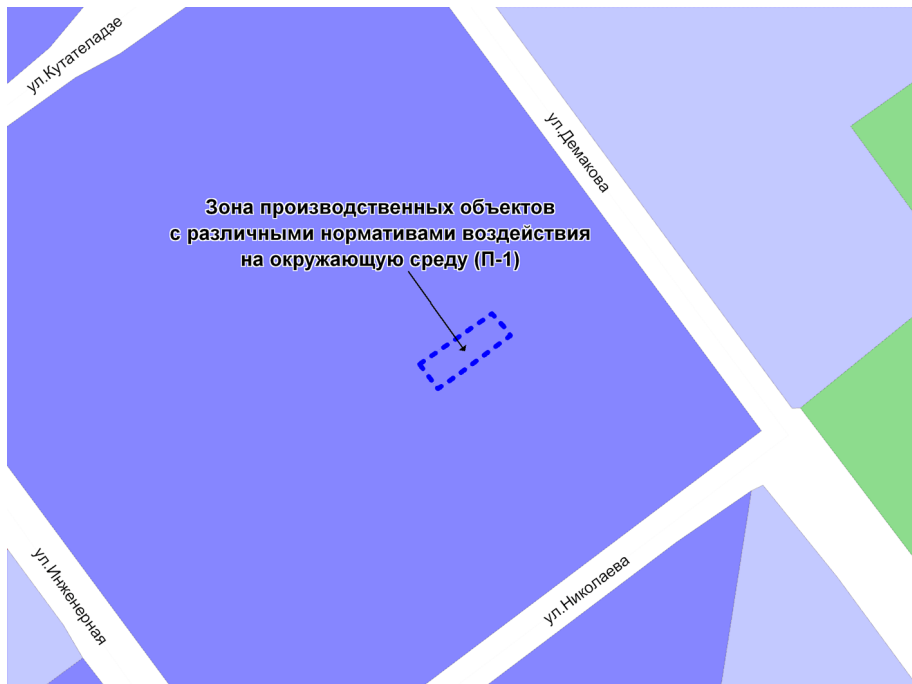 ул.Кутателадзе
ул.Демакова
Зона производственных объектов
с различными нормативами воздействия
на окружающую среду (П-1)
ул.Инженерная
ул.Николаева